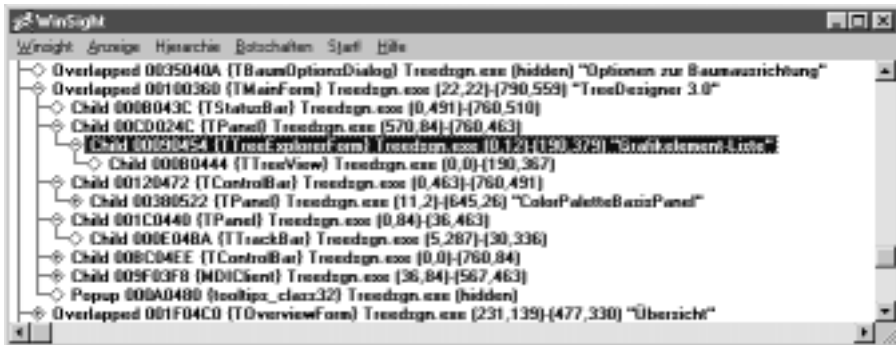 WinSight
Winsight Anzeige Hierarchie Botschaften Start! Hilfe
Overlapped 0035040A {TBaumOptionsDialog} Treedsgn.exe (hidden) "Optionen zur Baumausrichtung"
Overlapped 00100360 {TMainForm} Treedsgn.exe (22,22)-(790,559) "TreeDesigner 3.0"
Child 000B043C {TStatusBar} Treedsgn.exe (0,491)-(760,510)
Child 00CD024C {TPanel} Treedsgn.exe (570,84)-(760,463)
Child 00090454 {TTreeExplorerForm} Treedsgn.exe (0,12)-(190,379) "Grafikelement-Liste"
Child 000B0444 {TTreeView} Treedsgn.exe (0,0)-(190,367)
Child 00120472 {TControlBar} Treedsgn.exe (0,463)-(760,491)
Child 00380522 {TPanel} Treedsgn.exe (11,2)-(645,26) "ColorPaletteBasisPanel"
Child 001C0440 {TPanel} Treedsgn.exe (0,84)-(36,463)
Child 000E04BA {TTrackBar} Treedsgn.exe (5,287)-(30,336)
Child 008C04EE {TControlBar} Treedsgn.exe (0,0)-(760,84)
Child 009F03F8 {MDIClient} Treedsgn.exe (36,84)-(567,463)
Popup 000A0480 {tooltips_class32} Treedsgn.exe (hidden)
Overlapped 001F04C0 {TOverviewForm} Treedsgn.exe (231,139)-(477,330) "Übersicht"